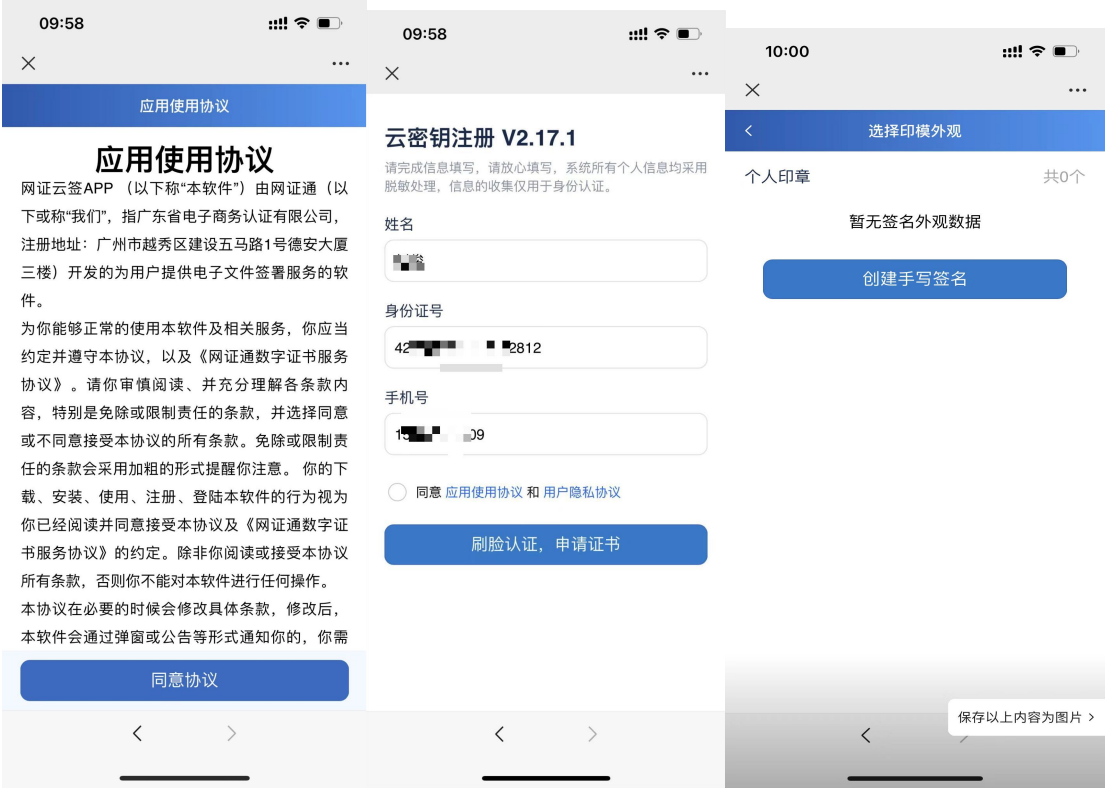 09:58
应用使用协议
应用使用协议
网证云签APP （以下称“本软件”）由网证通（以
下或称“我们”，指广东省电子商务认证有限公司，
注册地址：广州市越秀区建设五马路1号德安大厦
三楼）开发的为用户提供电子文件签署服务的软
件。
为你能够正常的使用本软件及相关服务，你应当
约定并遵守本协议，以及《网证通数字证书服务
协议》。请你审慎阅读、并充分理解各条款内
容，特别是免除或限制责任的条款，并选择同意
或不同意接受本协议的所有条款。免除或限制责
任的条款会采用加粗的形式提醒你注意。 你的下
载、安装、使用、注册、登陆本软件的行为视为
你已经阅读并同意接受本协议及《网证通数字证
书服务协议》的约定。除非你阅读或接受本协议
所有条款，否则你不能对本软件进行任何操作。
本协议在必要的时候会修改具体条款，修改后，
本软件会通过弹窗或公告等形式通知你的，你需
同意协议
09:58
云密钥注册 V2.17.1
请完成信息填写，请放心填写，系统所有个人信息均采用
脱敏处理，信息的收集仅用于身份认证。
姓名
身份证号
42 2812
手机号
1 09
同意 应用使用协议 和 用户隐私协议
刷脸认证，申请证书
10:00
选择印模外观
个人印章 共0个
暂无签名外观数据
创建手写签名
保存以上内容为图片 >